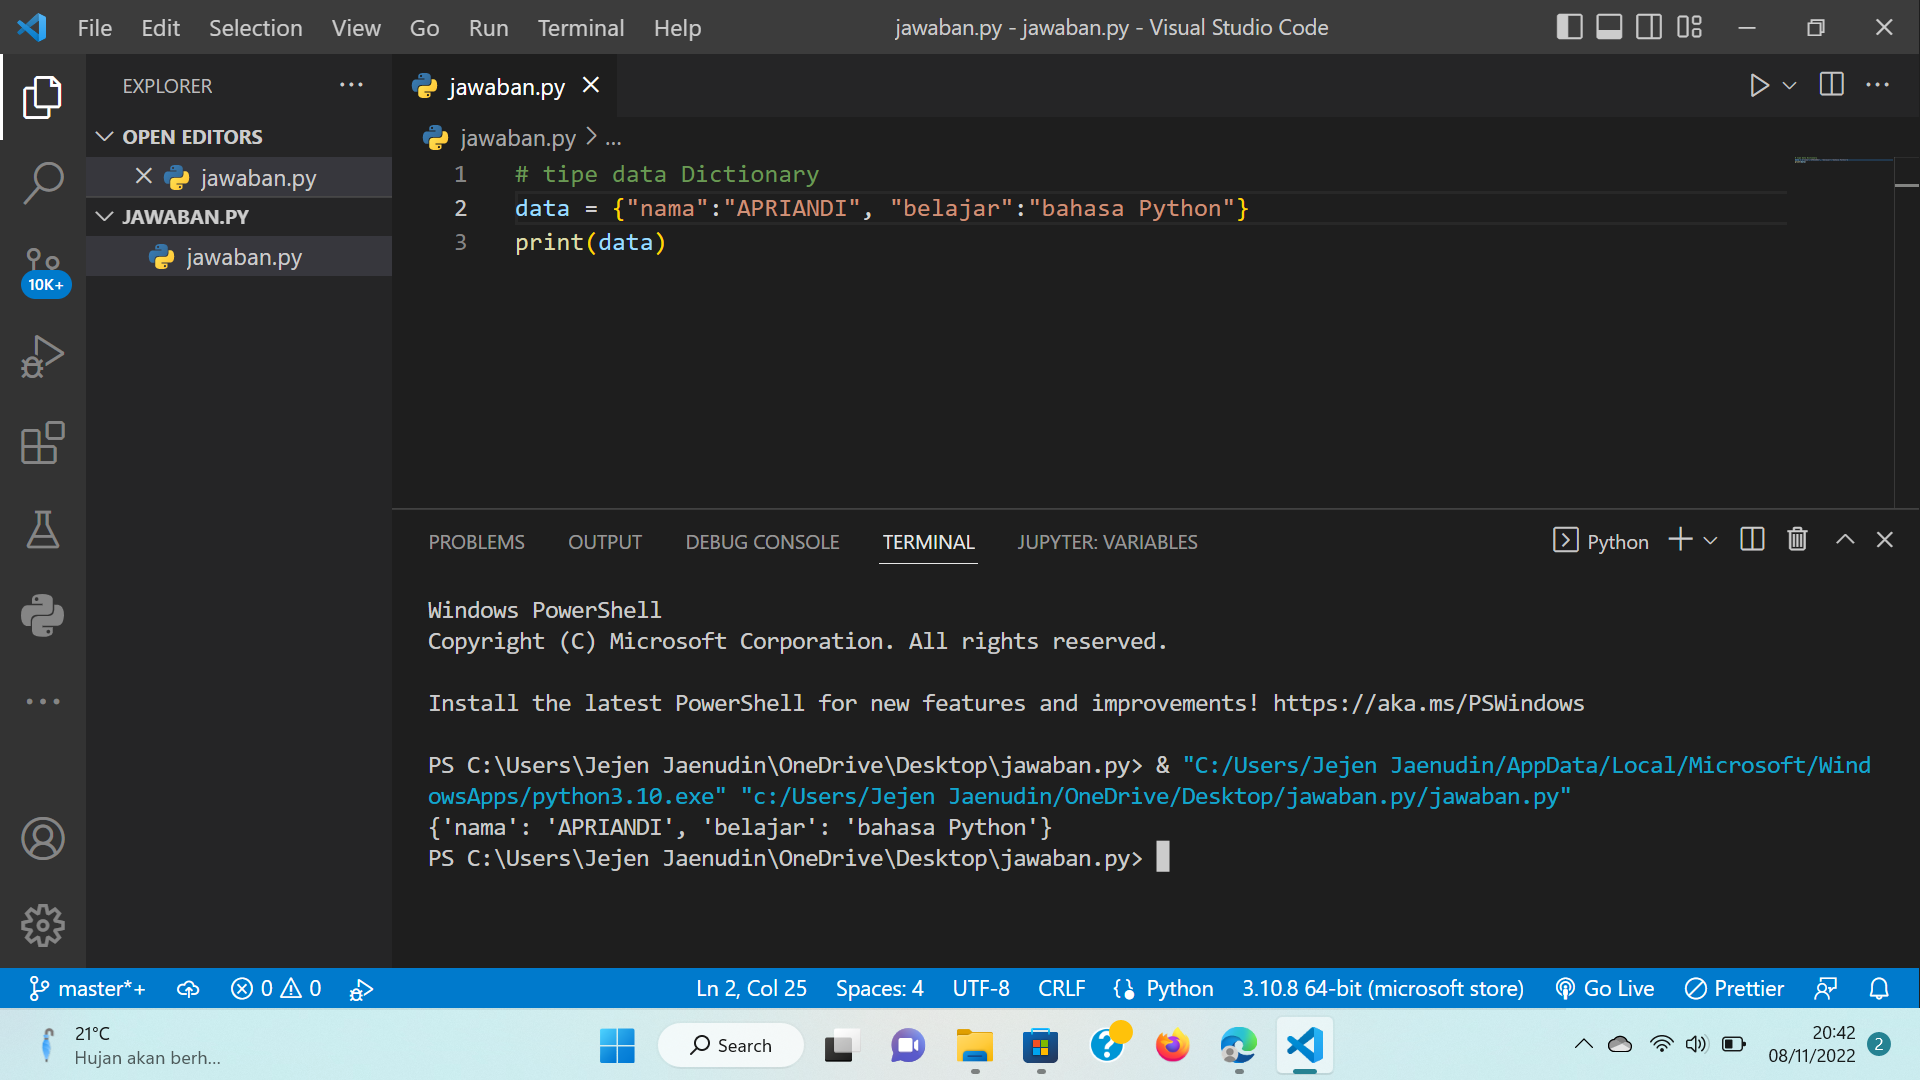 File Edit Selection View Go Run Terminal Help
jawaban.py - jawaban.py - Visual Studio Code
EXPLORER
OPEN EDITORS
jawaban.py
JAWABAN.PY
jawaban.py
10K+
jawaban.py
jawaban.py > ...
1 # tipe data Dictionary
2 data = {"nama":"APRIANDI", "belajar":"bahasa Python"}
3 print(data)
PROBLEMS OUTPUT DEBUG CONSOLE TERMINAL JUPYTER: VARIABLES
Python
Windows PowerShell
Copyright (C) Microsoft Corporation. All rights reserved.
Install the latest PowerShell for new features and improvements! https://aka.ms/PSWindows
PS C:\Users\Jejen Jaenudin\OneDrive\Desktop\jawaban.py> & "C:/Users/Jejen Jaenudin/AppData/Local/Microsoft/Wind
owsApps/python3.10.exe" "c:/Users/Jejen Jaenudin/OneDrive/Desktop/jawaban.py/jawaban.py"
{'nama': 'APRIANDI', 'belajar': 'bahasa Python'}
PS C:\Users\Jejen Jaenudin\OneDrive\Desktop\jawaban.py>
master*+ 0 0 Ln 2, Col 25 Spaces: 4 UTF-8 CRLF Python 3.10.8 64-bit (microsoft store) Go Live Prettier
21°C
Hujan akan berh...
Search
20:42
08/11/2022
2